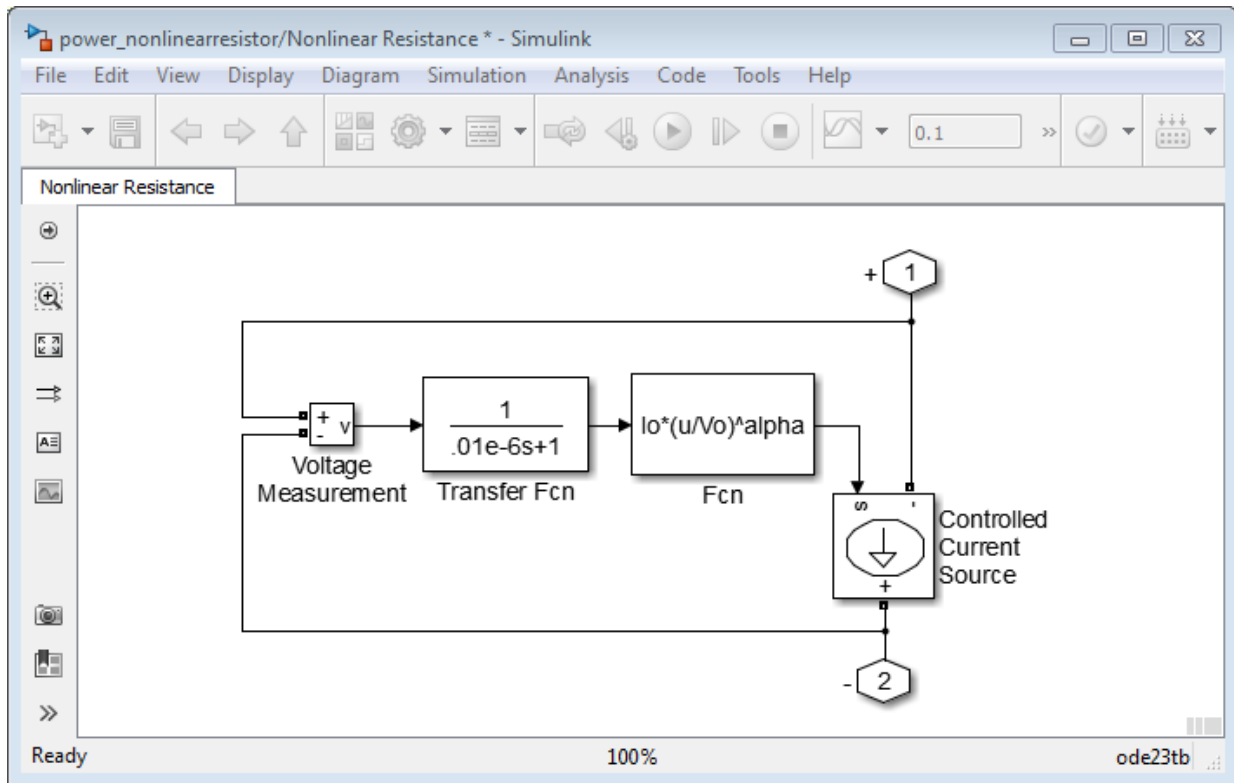 power_nonlinearresistor/Nonlinear Resistance * - Simulink
File Edit View Display Diagram Simulation Analysis Code Tools Help
0.1
Nonlinear Resistance
+ 1
+
-
v
Voltage
Measurement
1
.01e-6s+1
Transfer Fcn
Io*(u/Vo)^alpha
Fcn
s -
+
Controlled
Current
Source
- 2
Ready 100% ode23tb